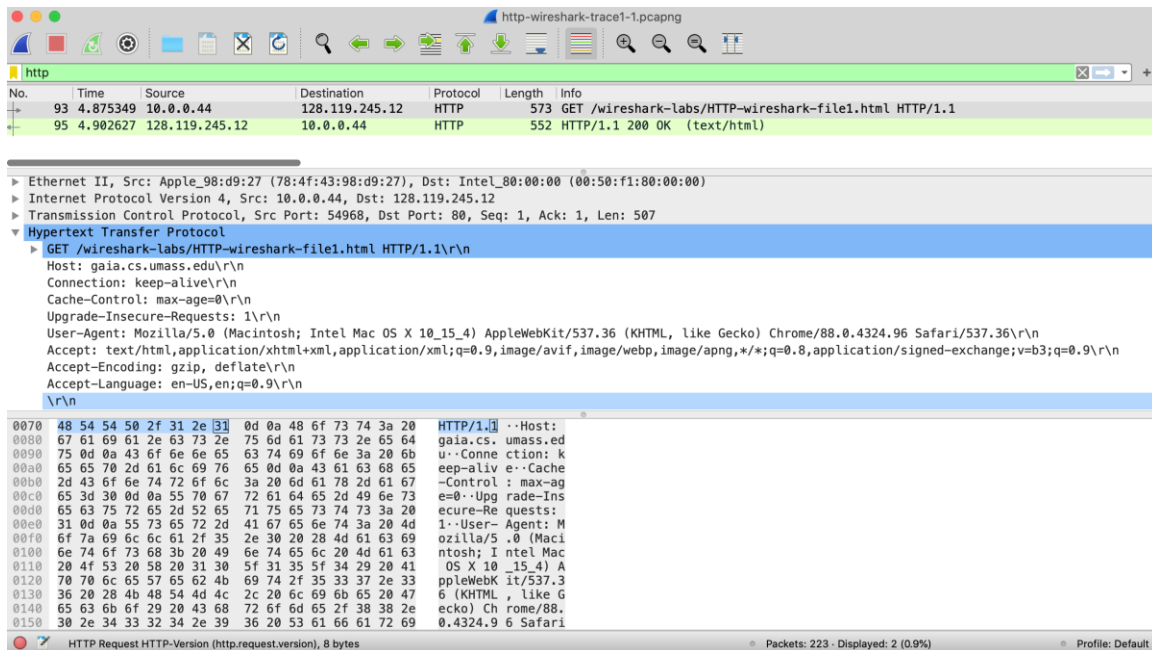 http-wireshark-trace1-1.pcapng
http
No. Time Source Destination Protocol Length Info
93 4.875349 10.0.0.44 128.119.245.12 HTTP 573 GET /wireshark-labs/HTTP-wireshark-file1.html HTTP/1.1
95 4.902627 128.119.245.12 10.0.0.44 HTTP 552 HTTP/1.1 200 OK (text/html)
Ethernet II, Src: Apple_98:d9:27 (78:4f:43:98:d9:27), Dst: Intel_80:00:00 (00:50:f1:80:00:00)
Internet Protocol Version 4, Src: 10.0.0.44, Dst: 128.119.245.12
Transmission Control Protocol, Src Port: 54968, Dst Port: 80, Seq: 1, Ack: 1, Len: 507
Hypertext Transfer Protocol
GET /wireshark-labs/HTTP-wireshark-file1.html HTTP/1.1\r\n
Host: gaia.cs.umass.edu\r\n
Connection: keep-alive\r\n
Cache-Control: max-age=0\r\n
Upgrade-Insecure-Requests: 1\r\n
User-Agent: Mozilla/5.0 (Macintosh; Intel Mac OS X 10_15_4) AppleWebKit/537.36 (KHTML, like Gecko) Chrome/88.0.4324.96 Safari/537.36\r\n
Accept: text/html,application/xhtml+xml,application/xml;q=0.9,image/avif,image/webp,image/apng,*/*;q=0.8,application/signed-exchange;v=b3;q=0.9\r\n
Accept-Encoding: gzip, deflate\r\n
Accept-Language: en-US,en;q=0.9\r\n
\r\n
0070 48 54 54 50 2f 31 2e 31 0d 0a 48 6f 73 74 3a 20 HTTP/1.1 ··Host:
0080 67 61 69 61 2e 63 73 2e 75 6d 61 73 73 2e 65 64 gaia.cs. umass.ed
0090 75 0d 0a 43 6f 6e 6e 65 63 74 69 6f 6e 3a 20 6b u··Conne ction: k
00a0 65 65 70 2d 61 6c 69 76 65 0d 0a 43 61 63 68 65 eep-aliv e··Cache
00b0 2d 43 6f 6e 74 72 6f 6c 3a 20 6d 61 78 2d 61 67 -Control : max-ag
00c0 65 3d 30 0d 0a 55 70 67 72 61 64 65 2d 49 6e 73 e=0··Upg rade-Ins
00d0 65 63 75 72 65 2d 52 65 71 75 65 73 74 73 3a 20 ecure-Re quests:
00e0 31 0d 0a 55 73 65 72 2d 41 67 65 6e 74 3a 20 4d 1··User- Agent: M
00f0 6f 7a 69 6c 6c 61 2f 35 2e 30 20 28 4d 61 63 69 ozilla/5 .0 (Maci
0100 6e 74 6f 73 68 3b 20 49 6e 74 65 6c 20 4d 61 63 ntosh; I ntel Mac
0110 20 4f 53 20 58 20 31 30 5f 31 35 5f 34 29 20 41 OS X 10 _15_4) A
0120 70 70 6c 65 57 65 62 4b 69 74 2f 35 33 37 2e 33 ppleWebK it/537.3
0130 36 20 28 4b 48 54 4d 4c 2c 20 6c 69 6b 65 20 47 6 (KHTML , like G
0140 65 63 6b 6f 29 20 43 68 72 6f 6d 65 2f 38 38 2e ecko) Ch rome/88.
0150 30 2e 34 33 32 34 2e 39 36 20 53 61 66 61 72 69 0.4324.9 6 Safari
HTTP Request HTTP-Version (http.request.version), 8 bytes Packets: 223 · Displayed: 2 (0.9%) Profile: Default